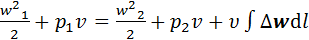 w²₁/2 + p₁v = w²₂/2 + p₂v + υ∫Δwdl